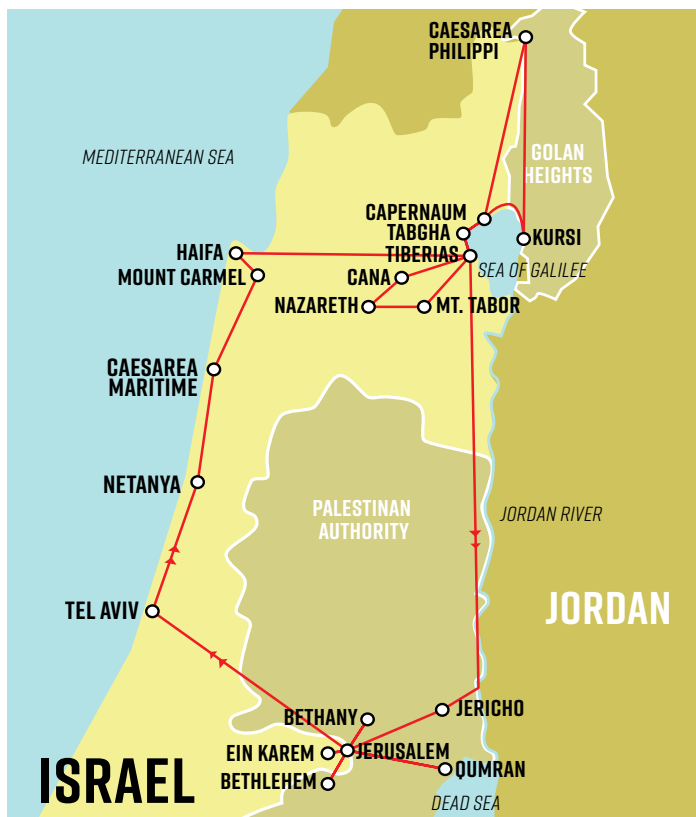 CAESAREA
PHILIPPI
MEDITERRANEAN SEA
GOLAN
HEIGHTS
CAPERNAUM
TABGHA
KURSI
HAIFA
TIBERIAS
SEA OF GALILEE
MOUNT CARMEL
CANA
NAZARETH
MT. TABOR
CAESAREA
MARITIME
NETANYA
PALESTINAN
AUTHORITY
JORDAN RIVER
TEL AVIV
JORDAN
BETHANY
JERICHO
EIN KAREM
JERUSALEM
BETHLEHEM
QUMRAN
ISRAEL
DEAD SEA